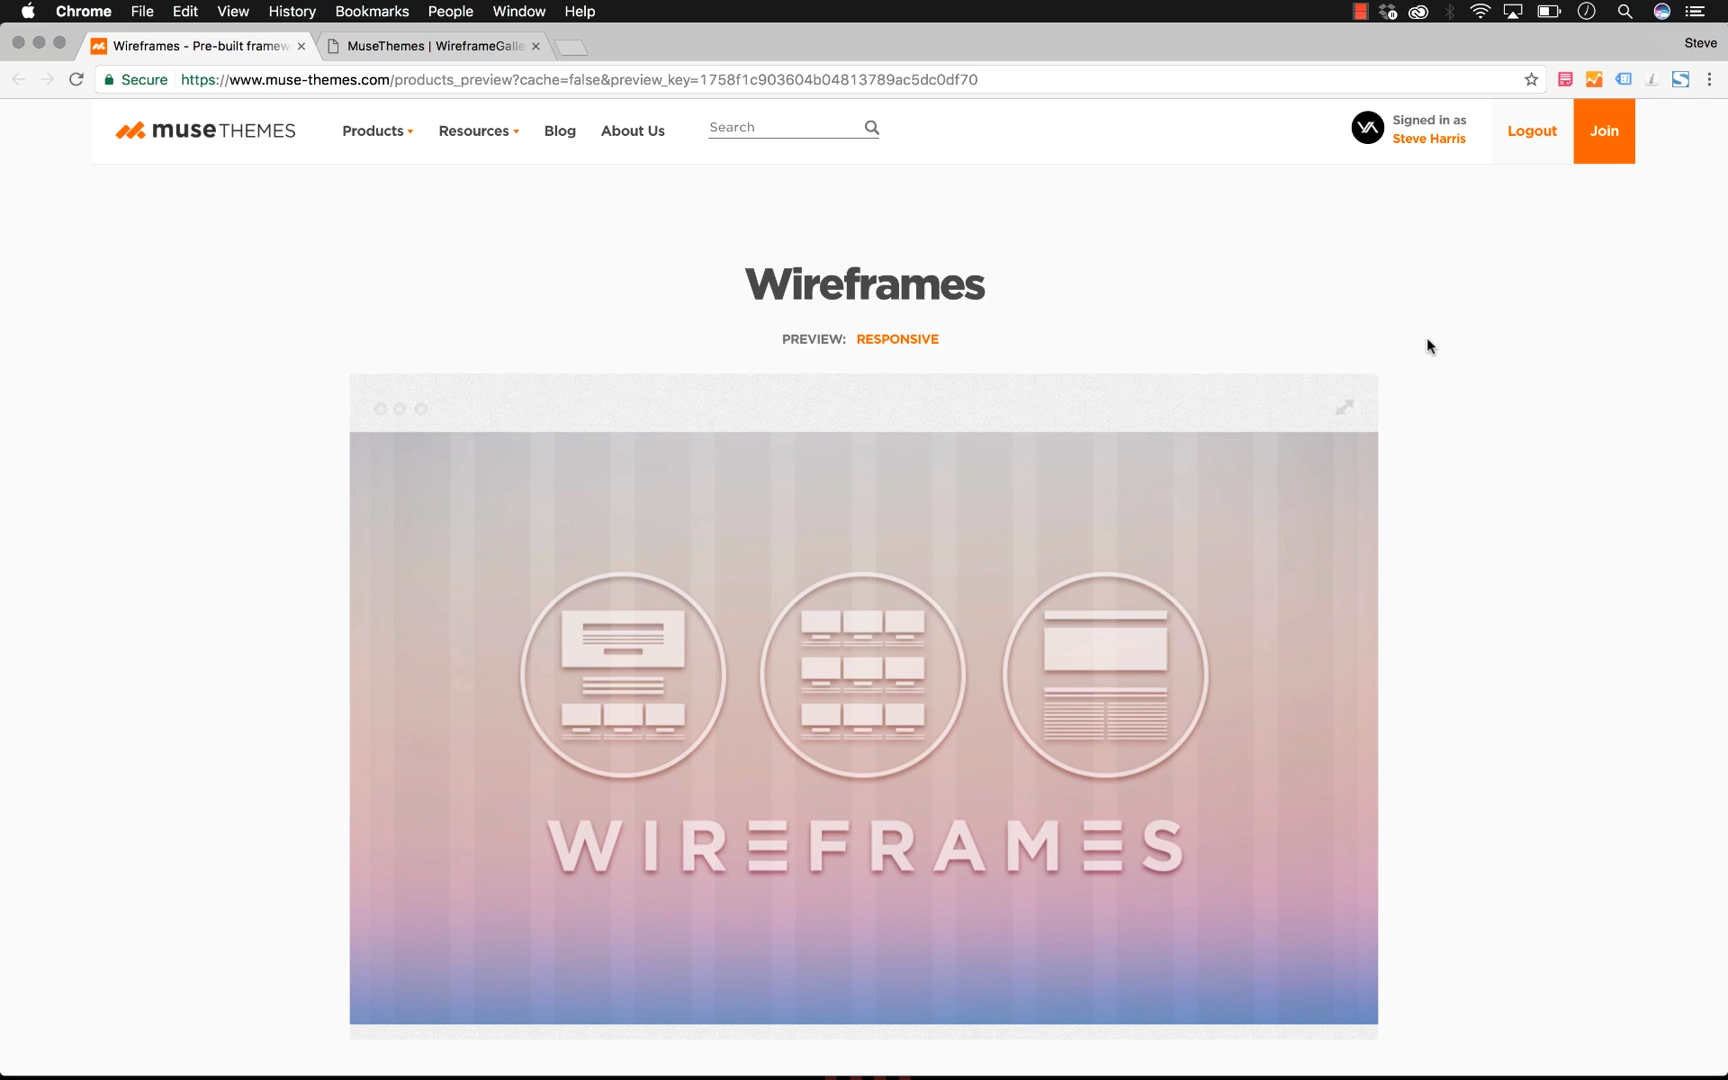 Chrome File Edit View History Bookmarks People Window Help
Wireframes - Pre-built framew
MuseThemes | WireframeGalle
Steve
Secure https://www.muse-themes.com/products_preview?cache=false&preview_key=1758f1c903604b04813789ac5dc0df70
muse THEMES
Products
Resources
Blog
About Us
Search
Signed in as
Steve Harris
Logout
Join
Wireframes
PREVIEW: RESPONSIVE
WIREFRAMES